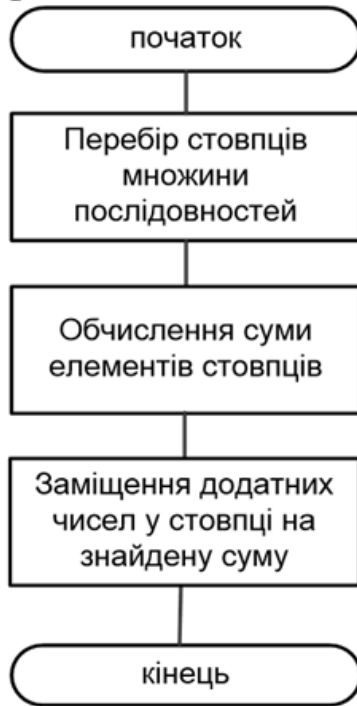 початок
Перебір стовпців
множини
послідовностей
Обчислення суми
елементів стовпців
Заміщення додатних
чисел у стовпці на
знайдену суму
кінець